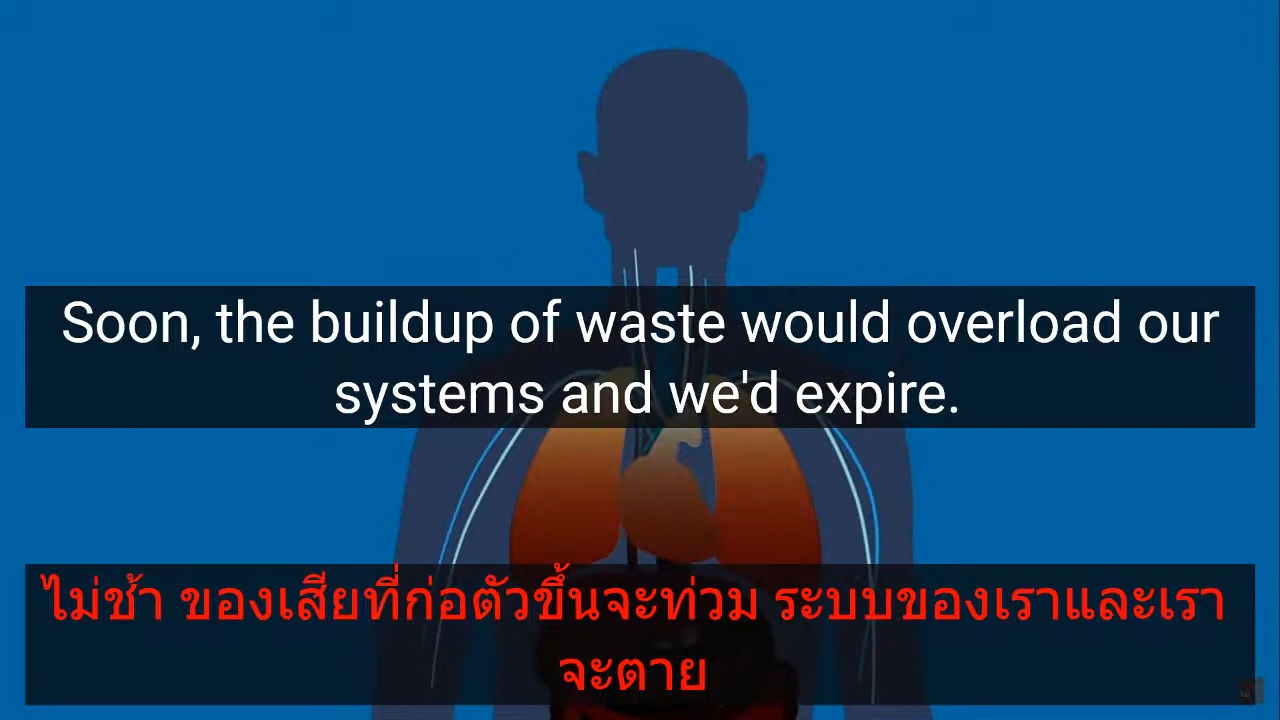 Soon, the buildup of waste would overload our
systems and we'd expire.
ไม่ช้า ของเสียที่ก่อตัวขึ้นจะท่วม ระบบของเราและเรา
จะตาย